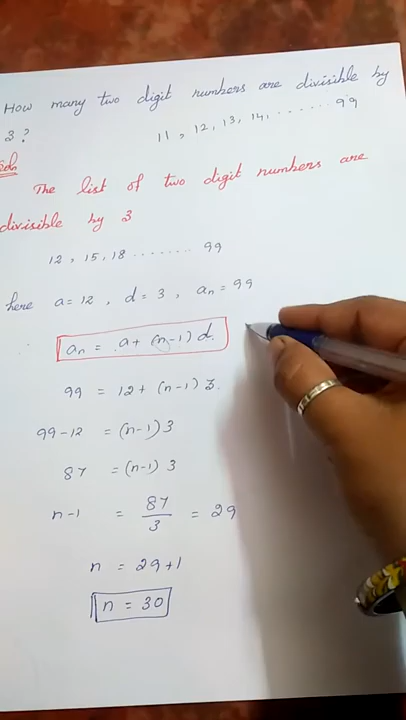 How many two digit numbers are divisible by
3? 11, 12, 13, 14, ....... 99
Sol:
The list of two digit numbers are
divisible by 3
12, 15, 18 ........ 99
here a = 12, d = 3, an = 99
an = a + (n-1) d.
99 = 12 + (n-1) 3.
99-12 = (n-1) 3
87 = (n-1) 3
n-1 = 87/3 = 29
n = 29+1
n = 30